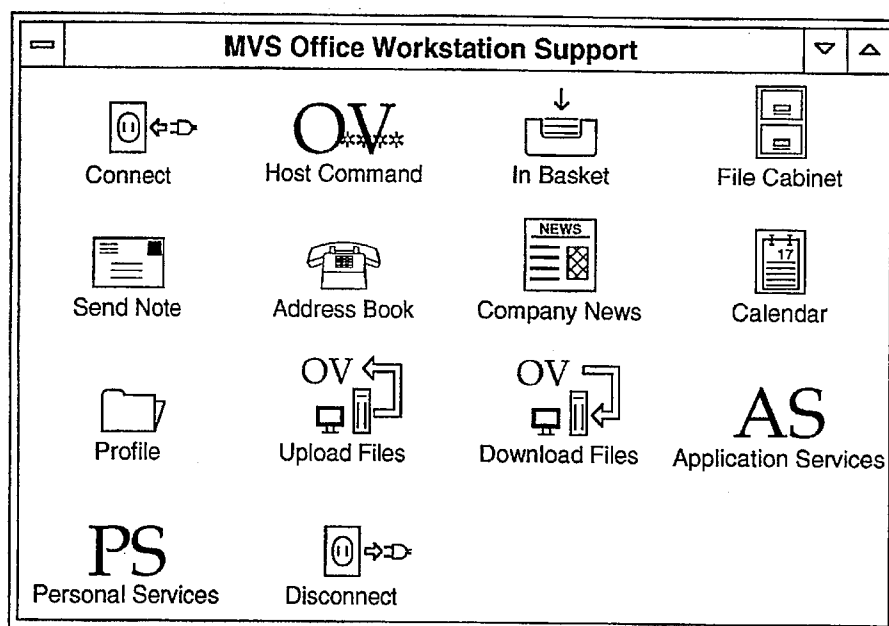 MVS Office Workstation Support
OV
****
Connect
Host Command
In Basket
File Cabinet
NEWS
17
Send Note
Address Book
Company News
Calendar
OV
OV
AS
Profile
Upload Files
Download Files
Application Services
PS
Personal Services
Disconnect